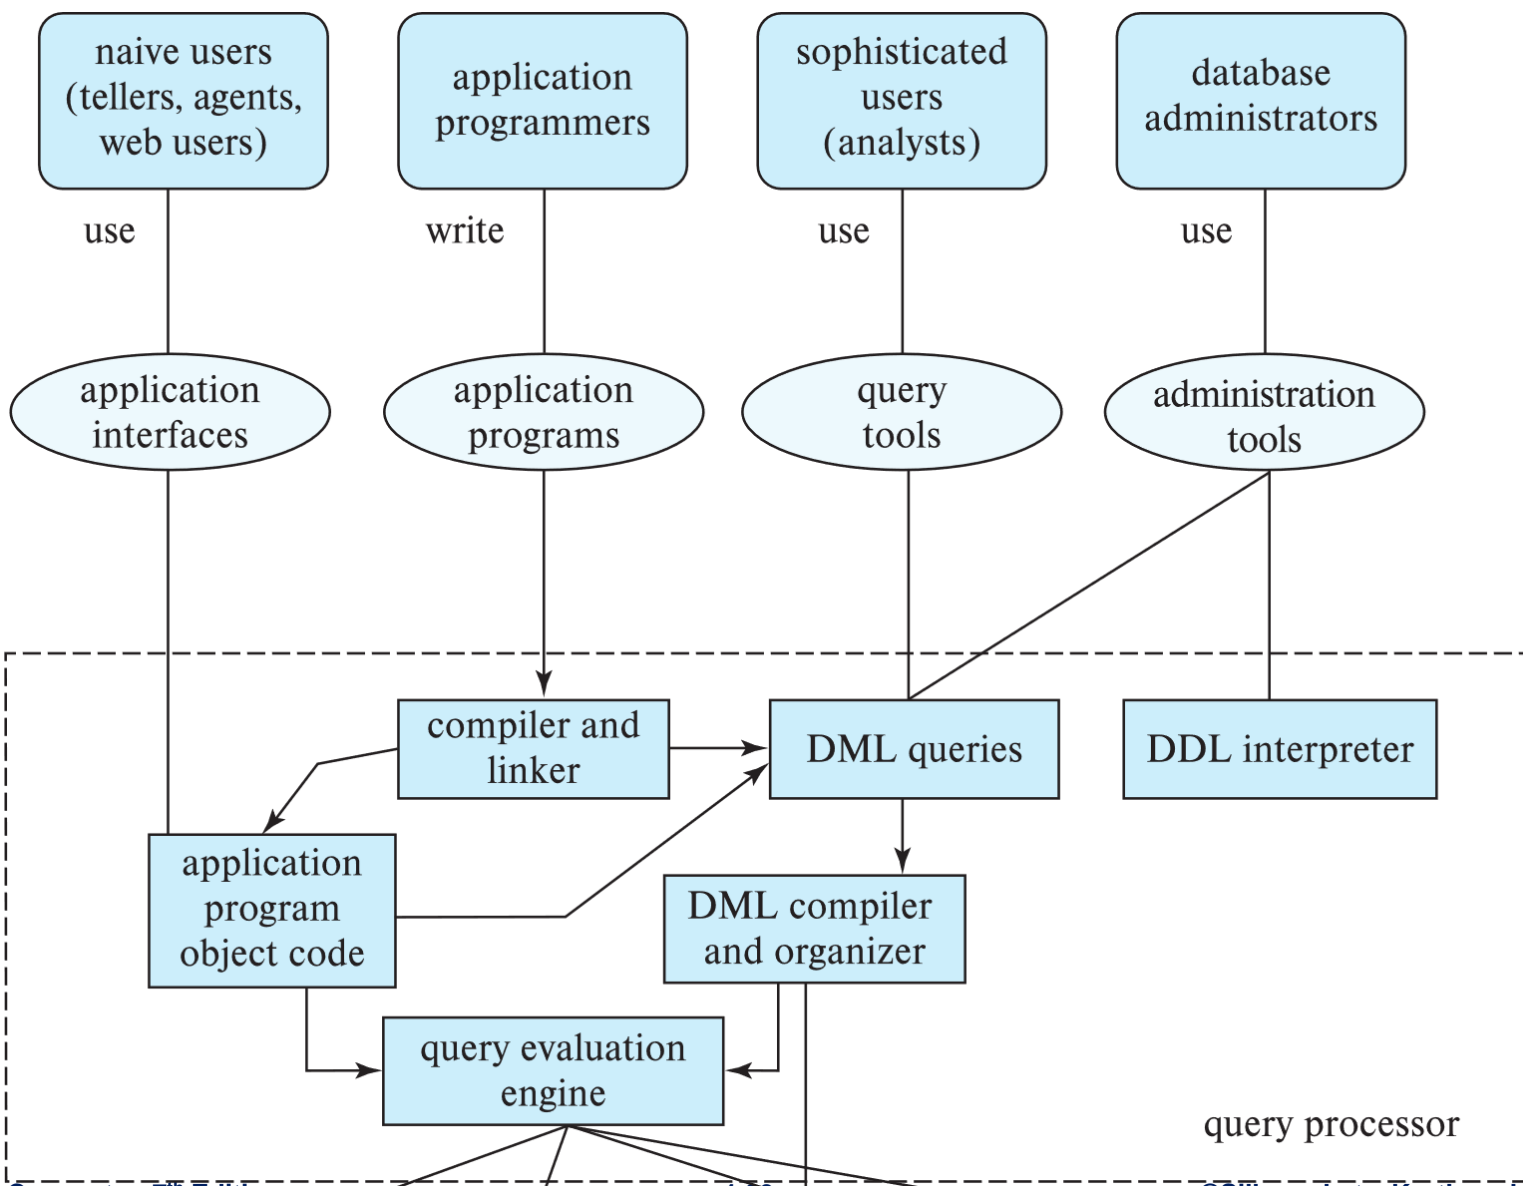 naive users
(tellers, agents,
web users)
application
programmers
sophisticated
users
(analysts)
database
administrators
use
write
use
use
application
interfaces
application
programs
query
tools
administration
tools
compiler and
linker
DML queries
DDL interpreter
application
program
object code
DML compiler
and organizer
query evaluation
engine
query processor